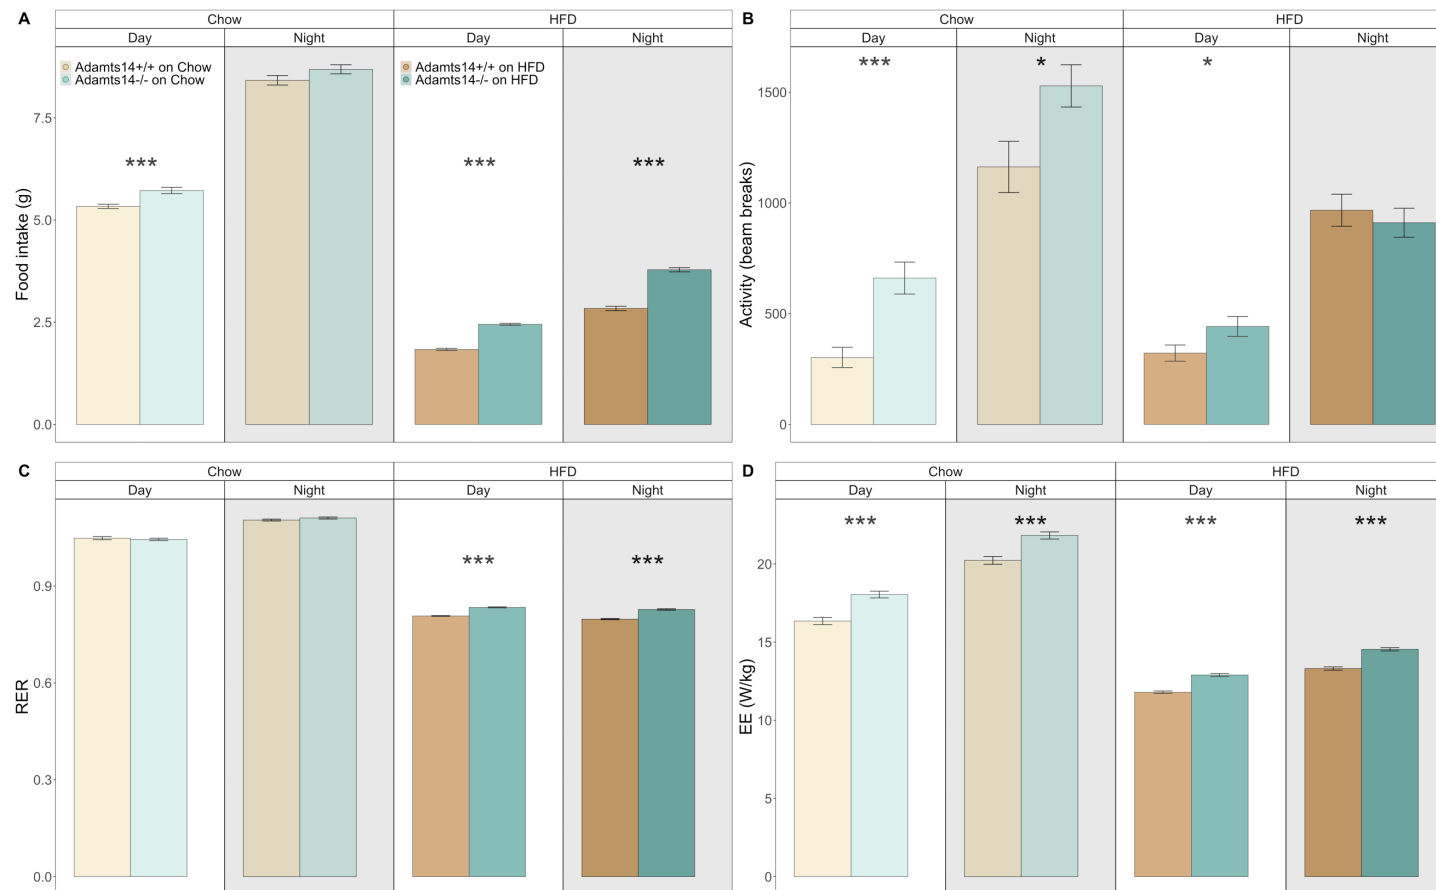 A
Chow HFD
Day Night Day Night
Adamts14+/+ on Chow
Adamts14-/- on Chow
Adamts14+/+ on HFD
Adamts14-/- on HFD
*** *** ***
Food intake (g)
7.5
5.0
2.5
0.0
B
Chow HFD
Day Night Day Night
*** * *
Activity (beam breaks)
1500
1000
500
0
C
Chow HFD
Day Night Day Night
*** ***
RER
0.9
0.6
0.3
0.0
D
Chow HFD
Day Night Day Night
*** *** *** ***
EE (W/kg)
20
15
10
5
0